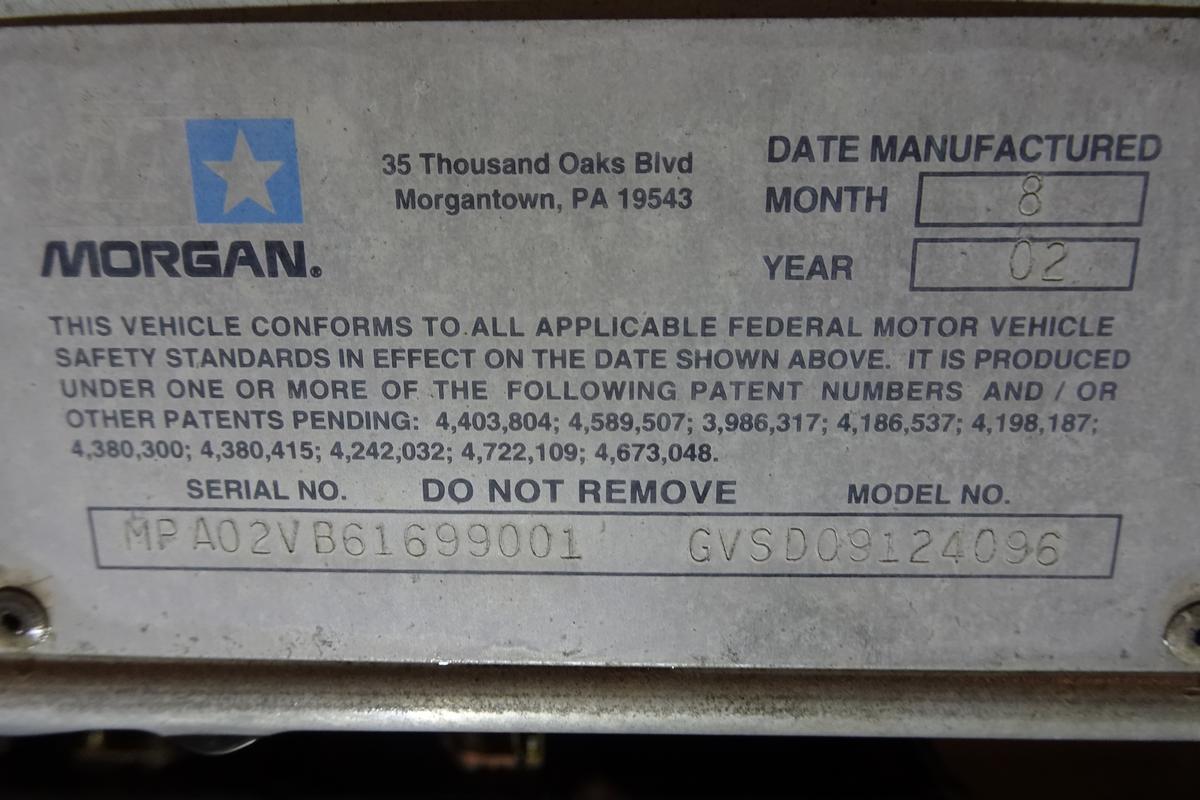 35 Thousand Oaks Blvd
Morgantown, PA 19543
MORGAN.
DATE MANUFACTURED
MONTH 8
YEAR 02
THIS VEHICLE CONFORMS TO ALL APPLICABLE FEDERAL MOTOR VEHICLE
SAFETY STANDARDS IN EFFECT ON THE DATE SHOWN ABOVE. IT IS PRODUCED
UNDER ONE OR MORE OF THE FOLLOWING PATENT NUMBERS AND / OR
OTHER PATENTS PENDING: 4,403,804; 4,589,507; 3,986,317; 4,186,537; 4,198,187;
4,380,300; 4,380,415; 4,242,032; 4,722,109; 4,673,048.
SERIAL NO. DO NOT REMOVE MODEL NO.
MPA02VB61699001 GVSD09124096